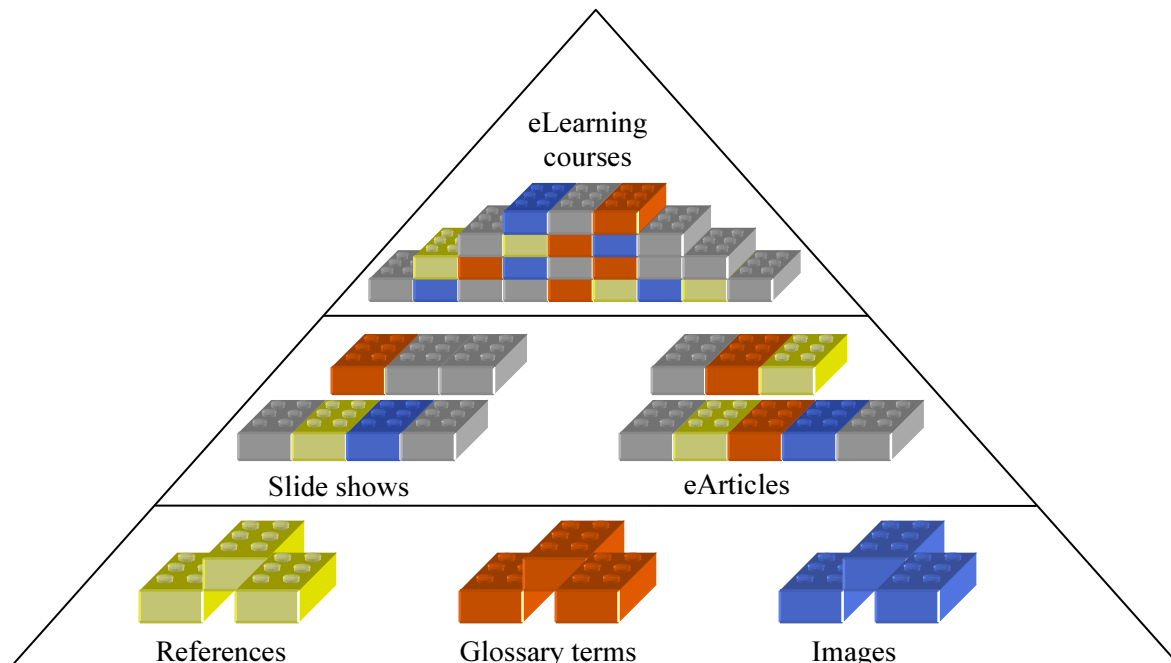 eLearning
courses
Slide shows
eArticles
References
Glossary terms
Images